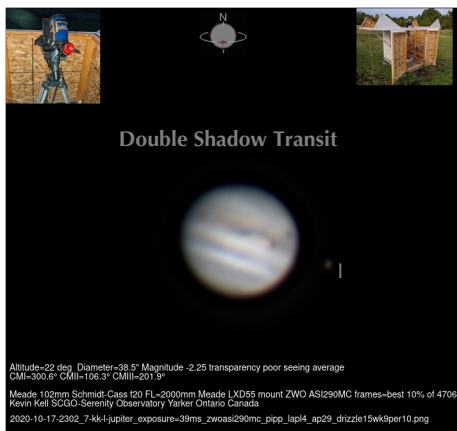 N
Double Shadow Transit
I
Altitude=22 deg Diameter=38.5" Magnitude -2.25 transparency poor seeing average
CMI=300.6° CMII=106.3° CMIII=201.9°
Meade 102mm Schmidt-Cass f20 FL=2000mm Meade LXD55 mount ZWO ASI290MC frames=best 10% of 4706
Kevin Kell SCGO-Serenity Observatory Yarker Ontario Canada
2020-10-17-2302_7-kk-l-jupiter_exposure=39ms_zwoasi290mc_pipp_lapl4_ap29_drizzle15wk9per10.png